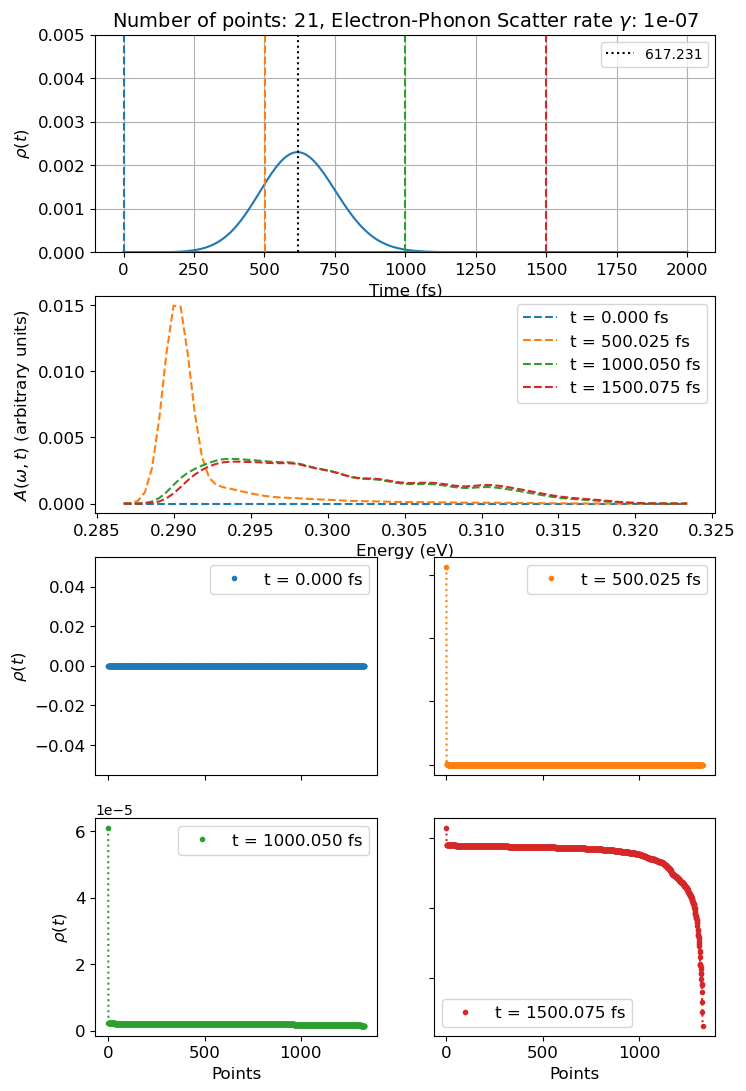 Number of points: 21, Electron-Phonon Scatter rate γ: 1e-07
0.005
0.004
0.003
0.002
0.001
0.000
ρ(t)
617.231
0 250 500 750 1000 1250 1500 1750 2000
Time (fs)
0.015
0.010
0.005
0.000
A(ω, t) (arbitrary units)
t = 0.000 fs
t = 500.025 fs
t = 1000.050 fs
t = 1500.075 fs
0.285 0.290 0.295 0.300 0.305 0.310 0.315 0.320 0.325
Energy (eV)
0.04
0.02
0.00
−0.02
−0.04
ρ(t)
t = 0.000 fs
t = 500.025 fs
1e−5
6
4
2
0
ρ(t)
t = 1000.050 fs
0 500 1000
Points
t = 1500.075 fs
0 500 1000
Points